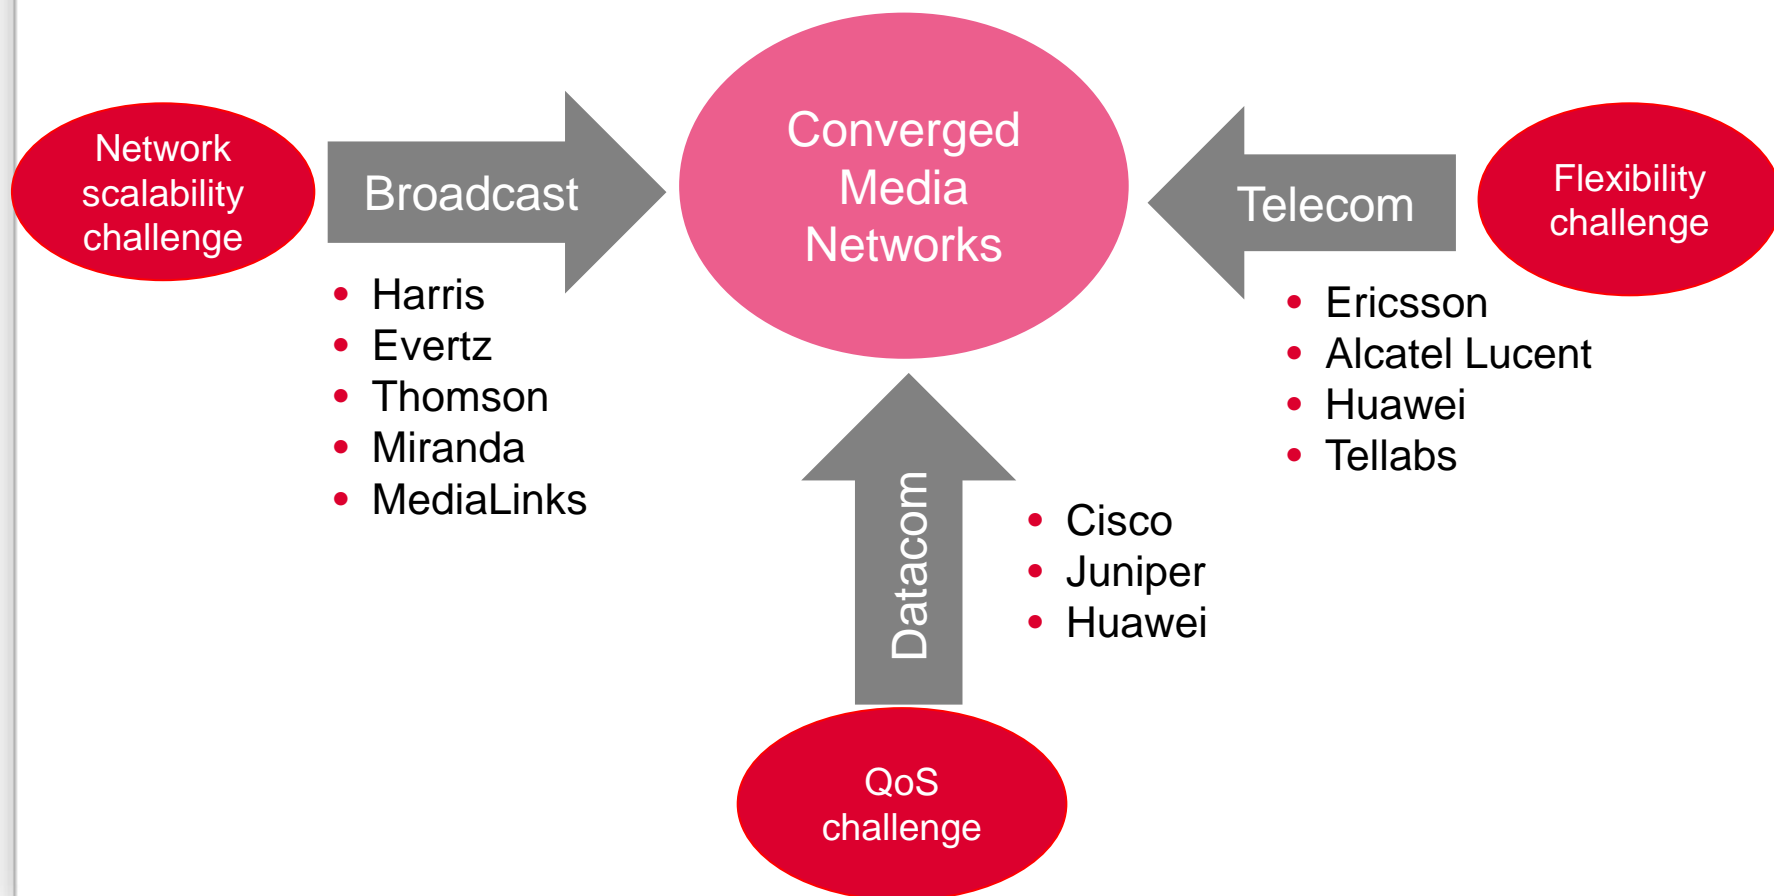 Network
scalability
challenge
Broadcast
• Harris
• Evertz
• Thomson
• Miranda
• MediaLinks
Converged
Media
Networks
Telecom
Flexibility
challenge
• Ericsson
• Alcatel Lucent
• Huawei
• Tellabs
Datacom
• Cisco
• Juniper
• Huawei
QoS
challenge